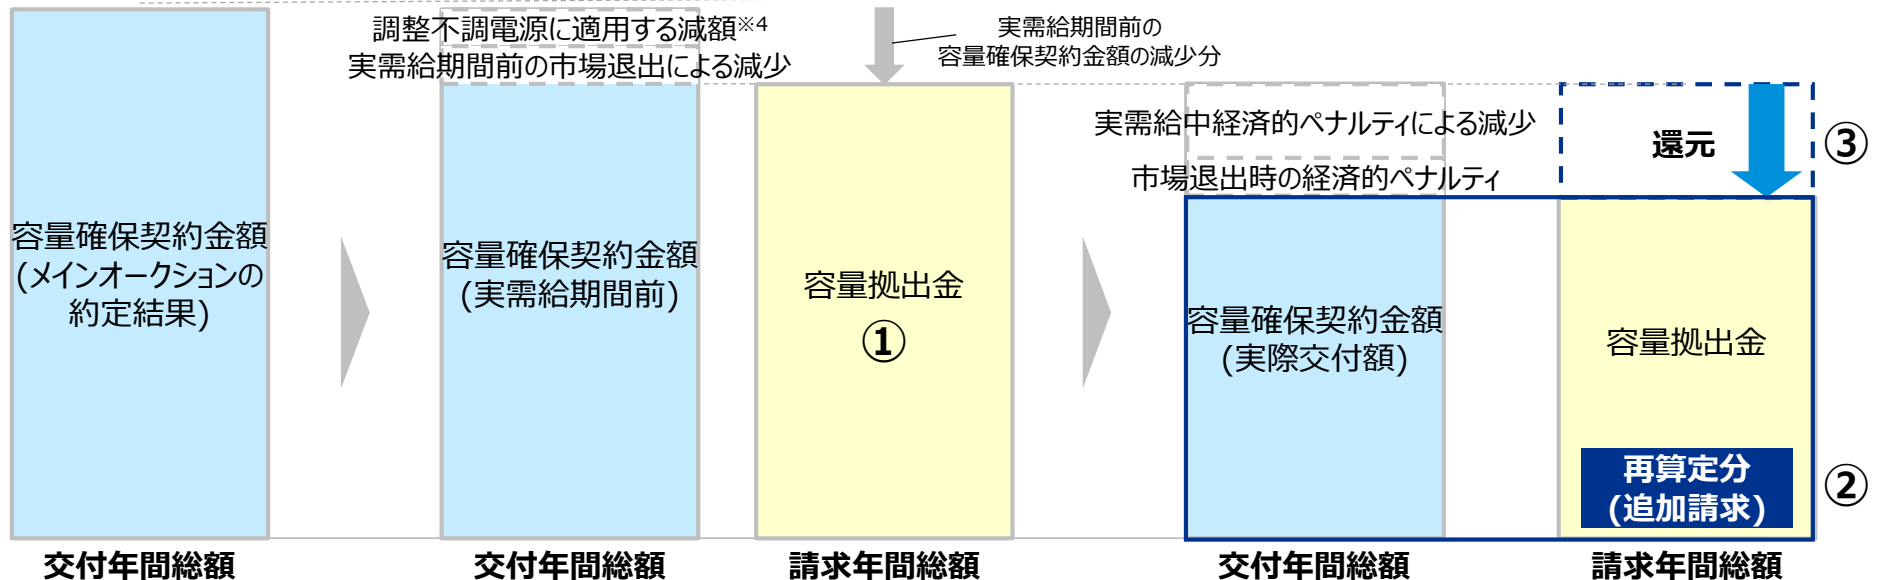 容量確保契約金額
(メインオークションの
約定結果)
交付年間総額
調整不調電源に適用する減額※4
実需給期間前の市場退出による減少
容量確保契約金額
(実需給期間前)
交付年間総額
実需給期間前の
容量確保契約金額の減少分
容量拠出金
①
請求年間総額
実需給中経済的ペナルティによる減少
市場退出時の経済的ペナルティ
容量確保契約金額
(実際交付額)
交付年間総額
還元
③
容量拠出金
再算定分
(追加請求)
②
請求年間総額